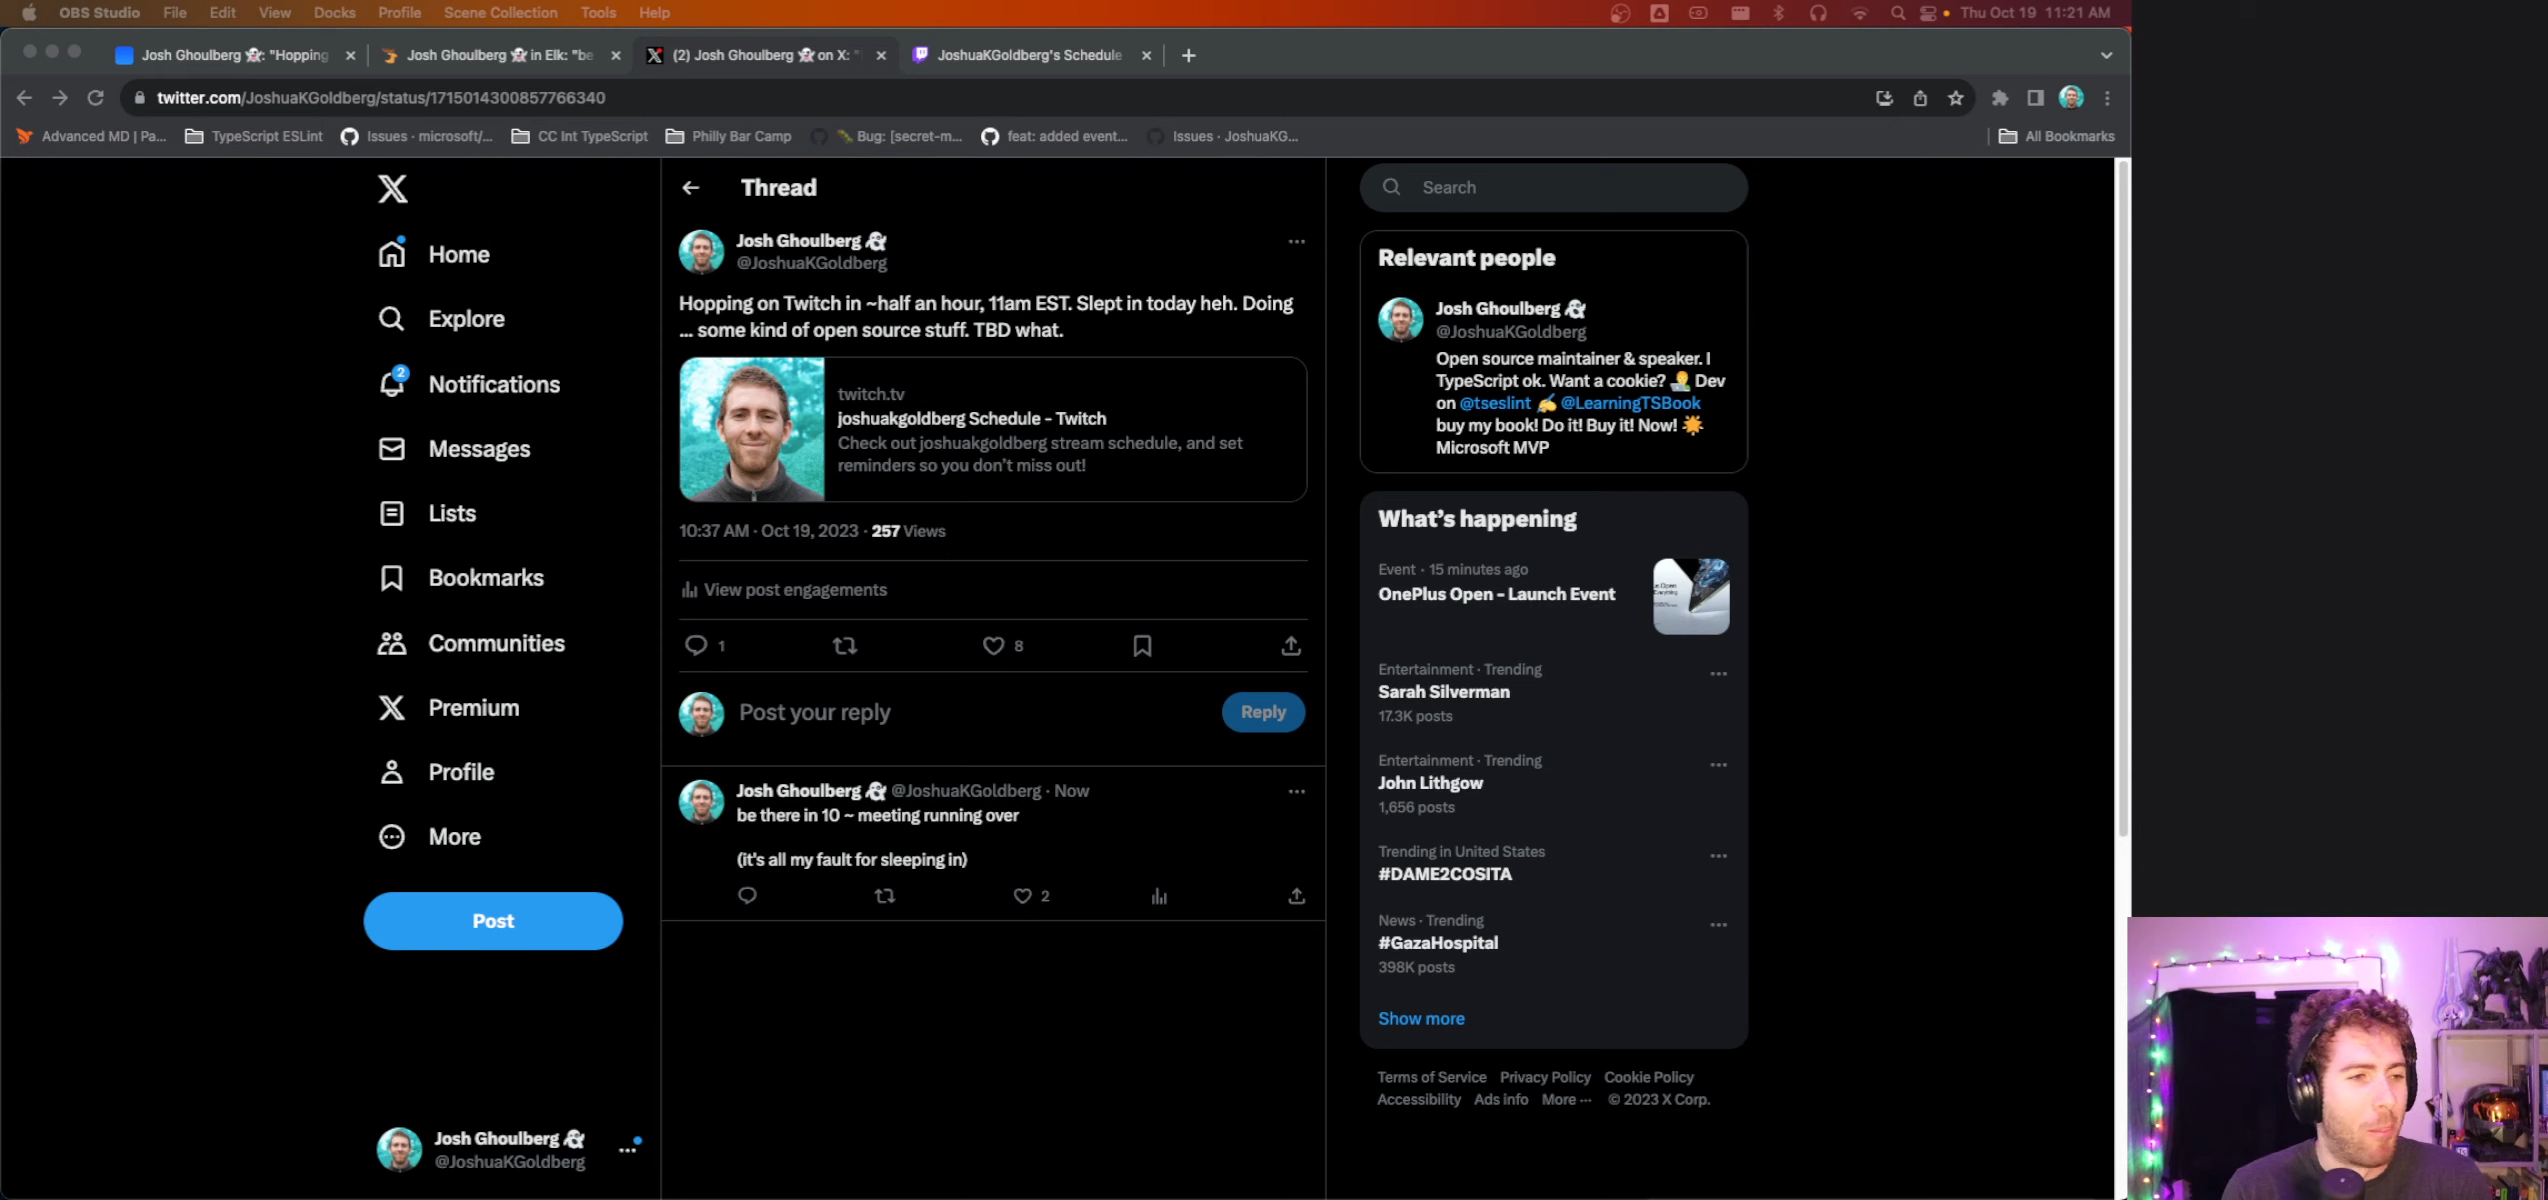 OBS Studio File Edit View Docks Profile Scene Collection Tools Help Thu Oct 19 11:21 AM
Josh Ghoulberg 👻: "Hopping Josh Ghoulberg 👻 in Elk: "be (2) Josh Ghoulberg 👻 on X: " JoshuaKGoldberg's Schedule
twitter.com/JoshuaKGoldberg/status/1715014300857766340
Advanced MD | Pa... TypeScript ESLint Issues · microsoft/... CC Int TypeScript Philly Bar Camp Bug: [secret-m... feat: added event... Issues · JoshuaKG... All Bookmarks
Home
Explore
2
Notifications
Messages
Lists
Bookmarks
Communities
Premium
Profile
More
Post
Josh Ghoulberg 👻
@JoshuaKGoldberg
Thread
Josh Ghoulberg 👻
@JoshuaKGoldberg
Hopping on Twitch in ~half an hour, 11am EST. Slept in today heh. Doing
... some kind of open source stuff. TBD what.
twitch.tv
joshuakgoldberg Schedule - Twitch
Check out joshuakgoldberg stream schedule, and set
reminders so you don't miss out!
10:37 AM · Oct 19, 2023 · 257 Views
View post engagements
1 8
Post your reply
Reply
Josh Ghoulberg 👻 @JoshuaKGoldberg · Now
be there in 10 ~ meeting running over
(it's all my fault for sleeping in)
2
Search
Relevant people
Josh Ghoulberg 👻
@JoshuaKGoldberg
Open source maintainer & speaker. I
TypeScript ok. Want a cookie? 👨‍💻 Dev
on @tseslint ✍️ @LearningTSBook
buy my book! Do it! Buy it! Now! 🌟
Microsoft MVP
What's happening
Event · 15 minutes ago
OnePlus Open - Launch Event
Entertainment · Trending
Sarah Silverman
17.3K posts
Entertainment · Trending
John Lithgow
1,656 posts
Trending in United States
#DAME2COSITA
News · Trending
#GazaHospital
398K posts
Show more
Terms of Service Privacy Policy Cookie Policy
Accessibility Ads info More ··· © 2023 X Corp.